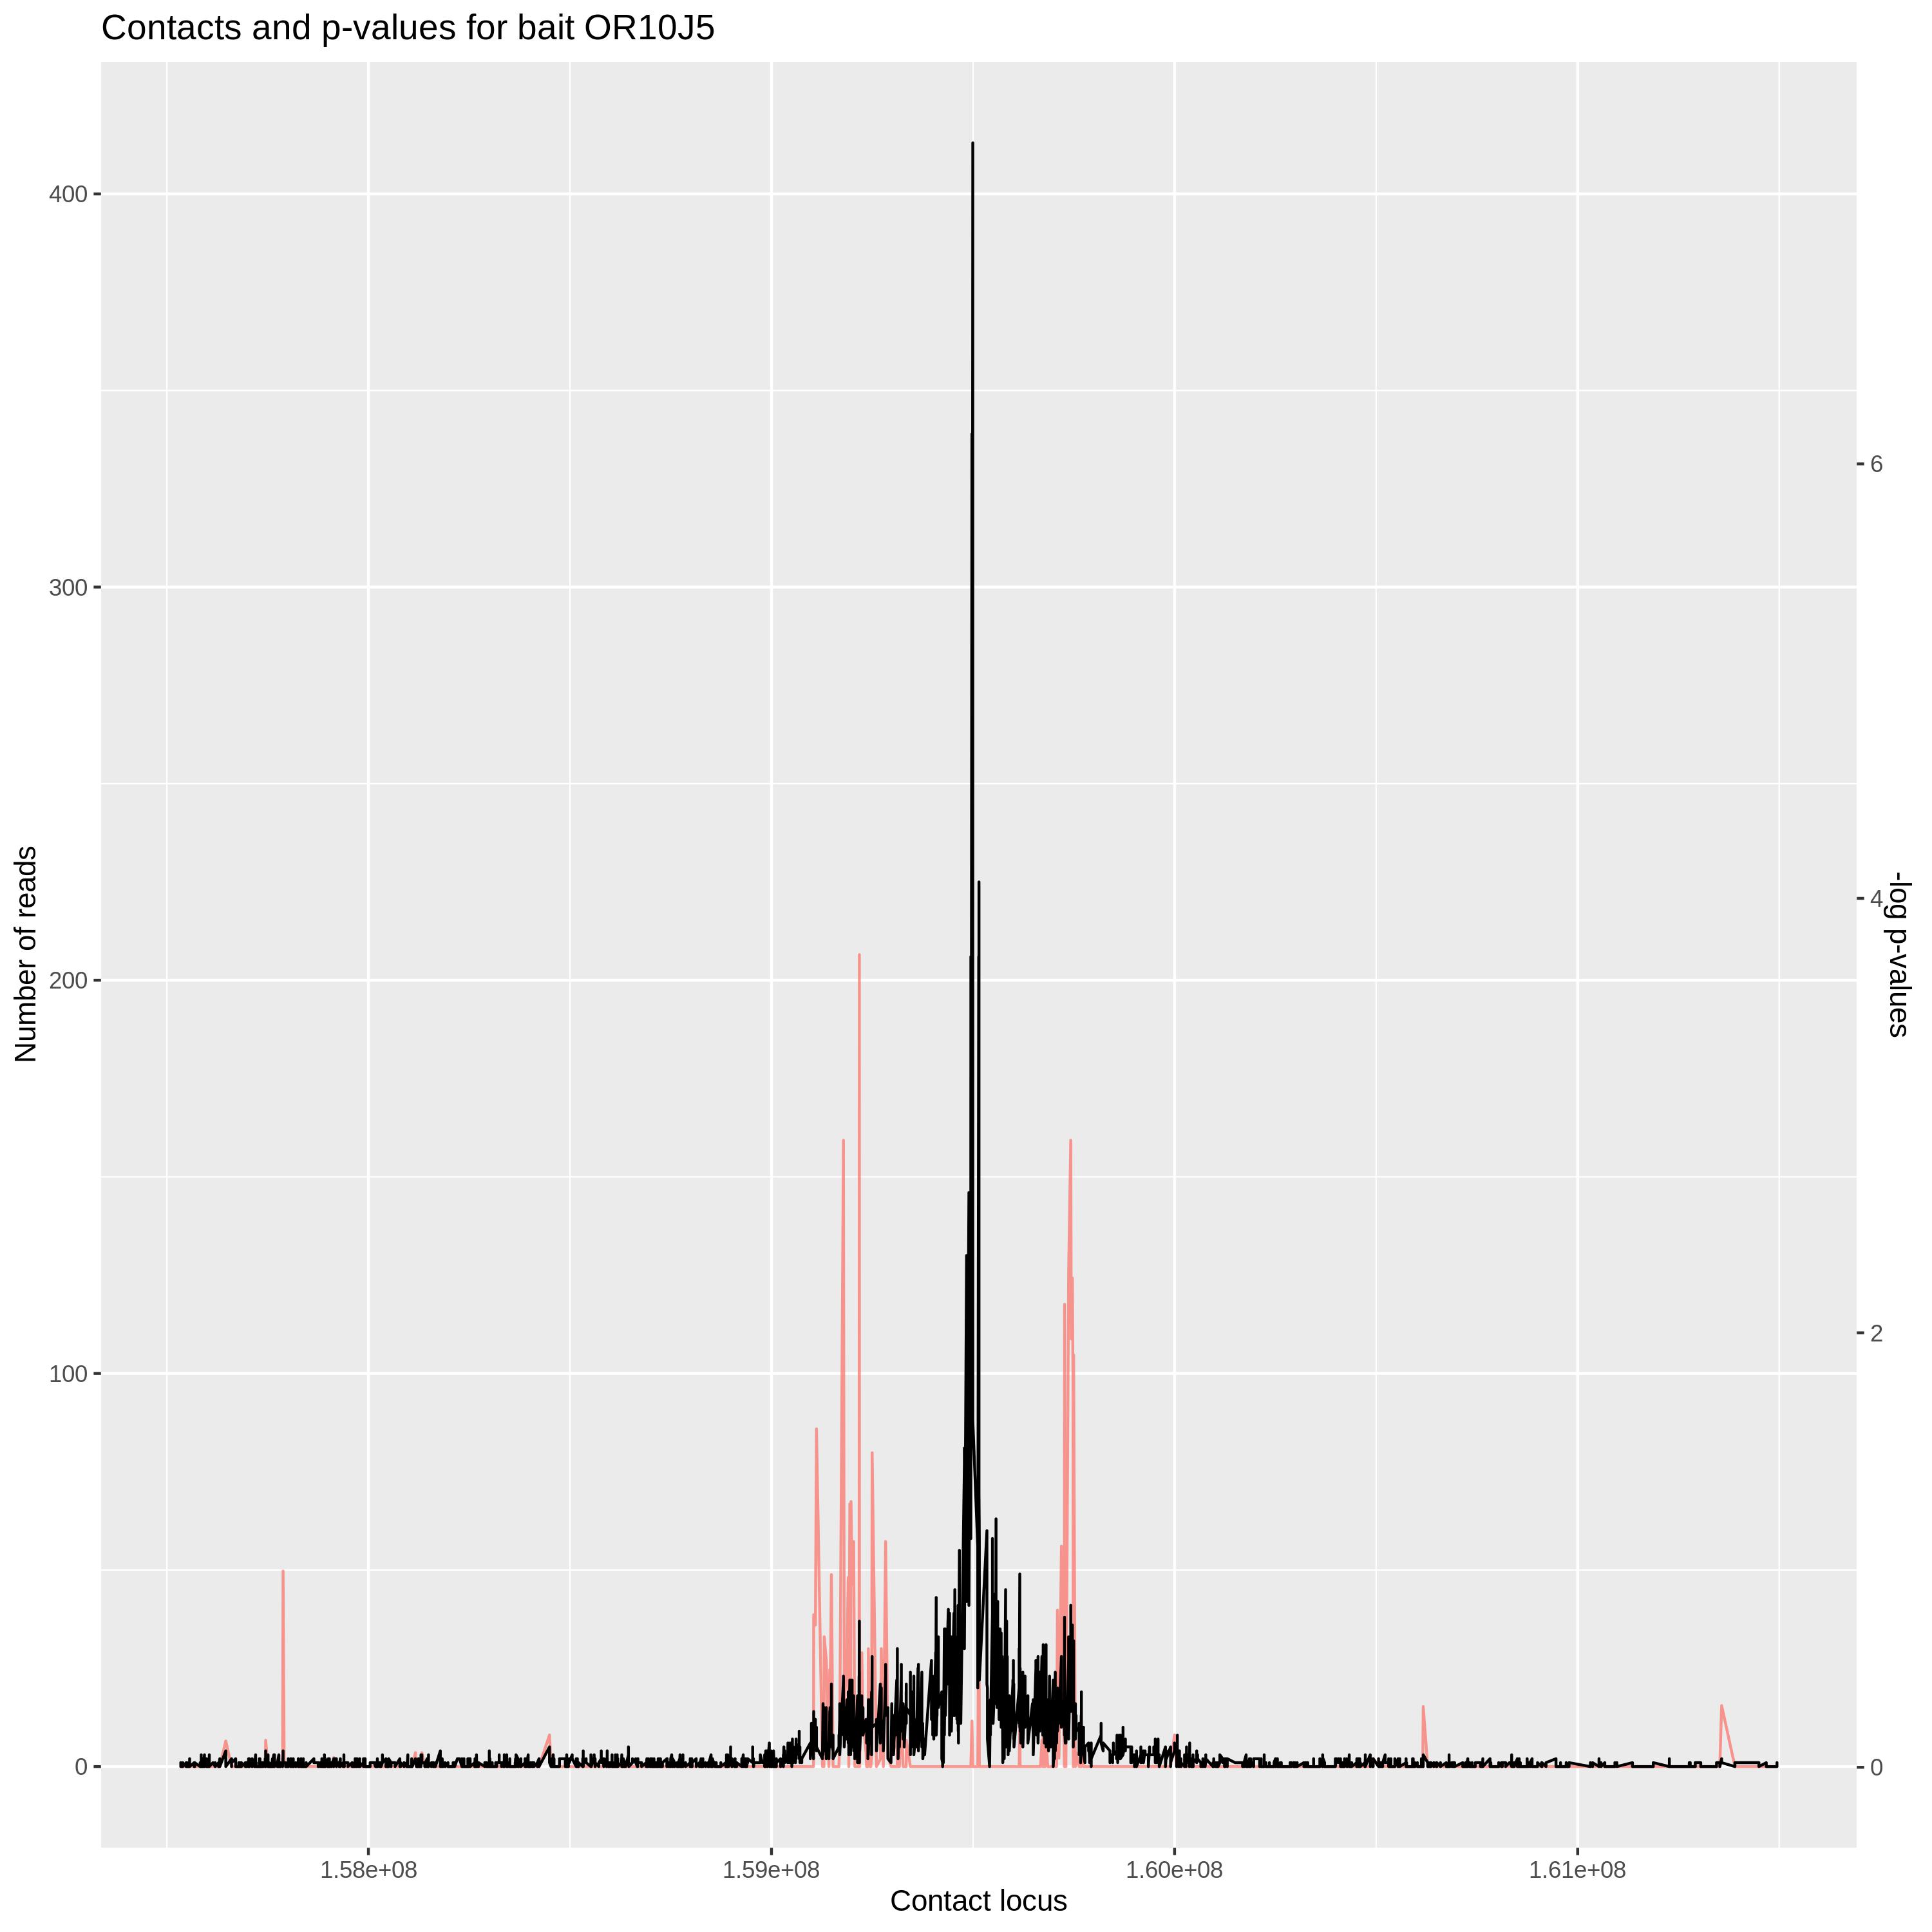 Contacts and p-values for bait OR10J5
400
300
200
100
0
Number of reads
6
4
2
0
-log p-values
1.58e+08 1.59e+08 1.60e+08 1.61e+08
Contact locus